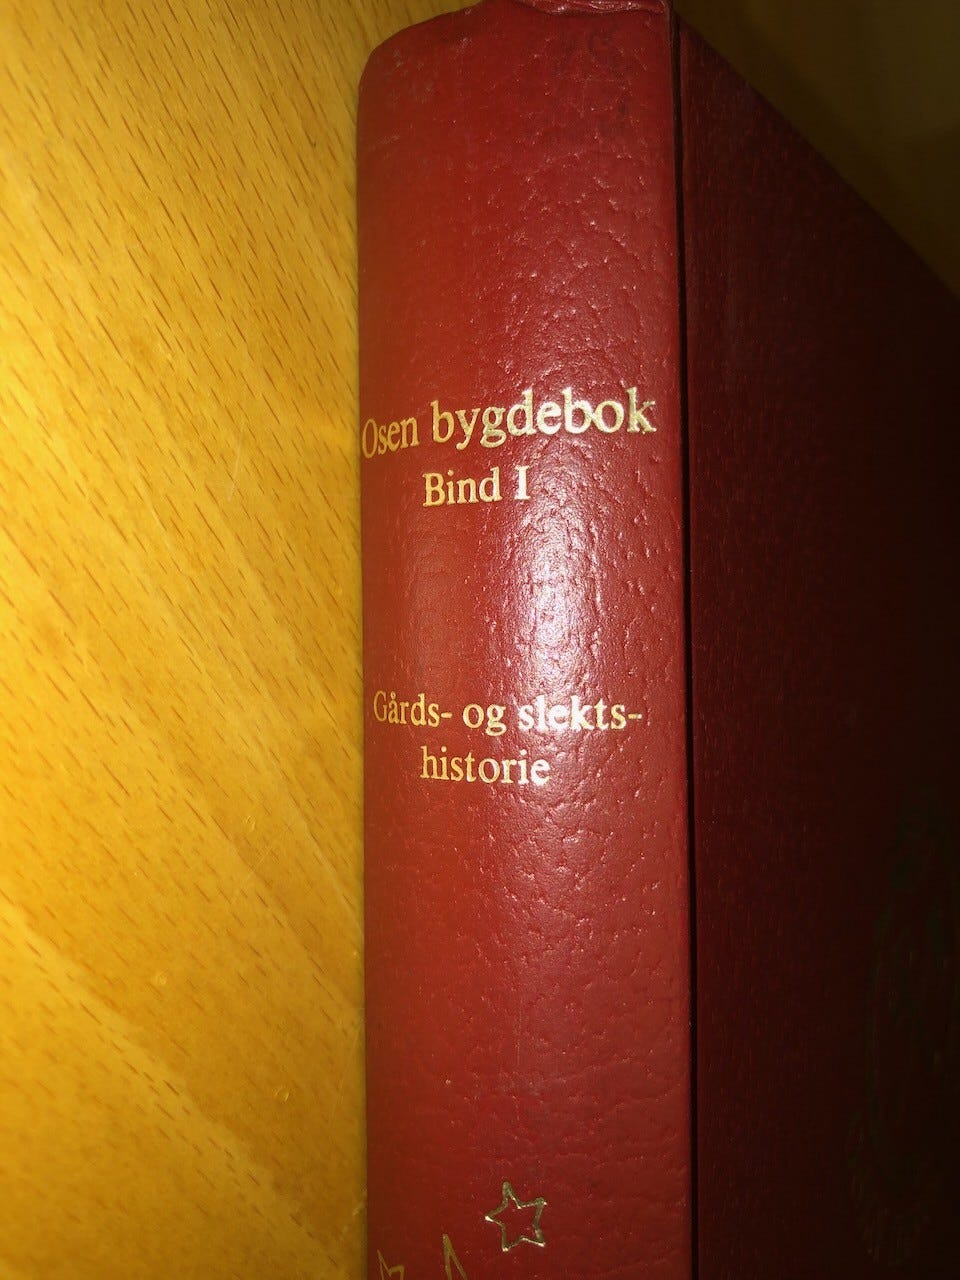 Osen bygdebok
Bind I
Gårds- og slekts-
historie